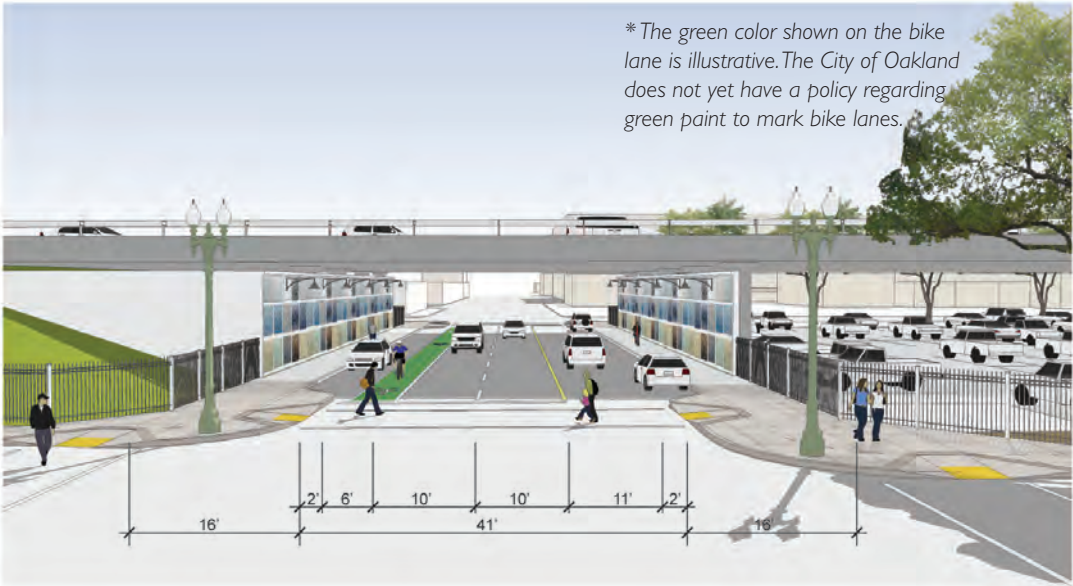 * The green color shown on the bike
lane is illustrative. The City of Oakland
does not yet have a policy regarding
green paint to mark bike lanes.
2' 6' 10' 10' 11' 2'
16' 41' 16'